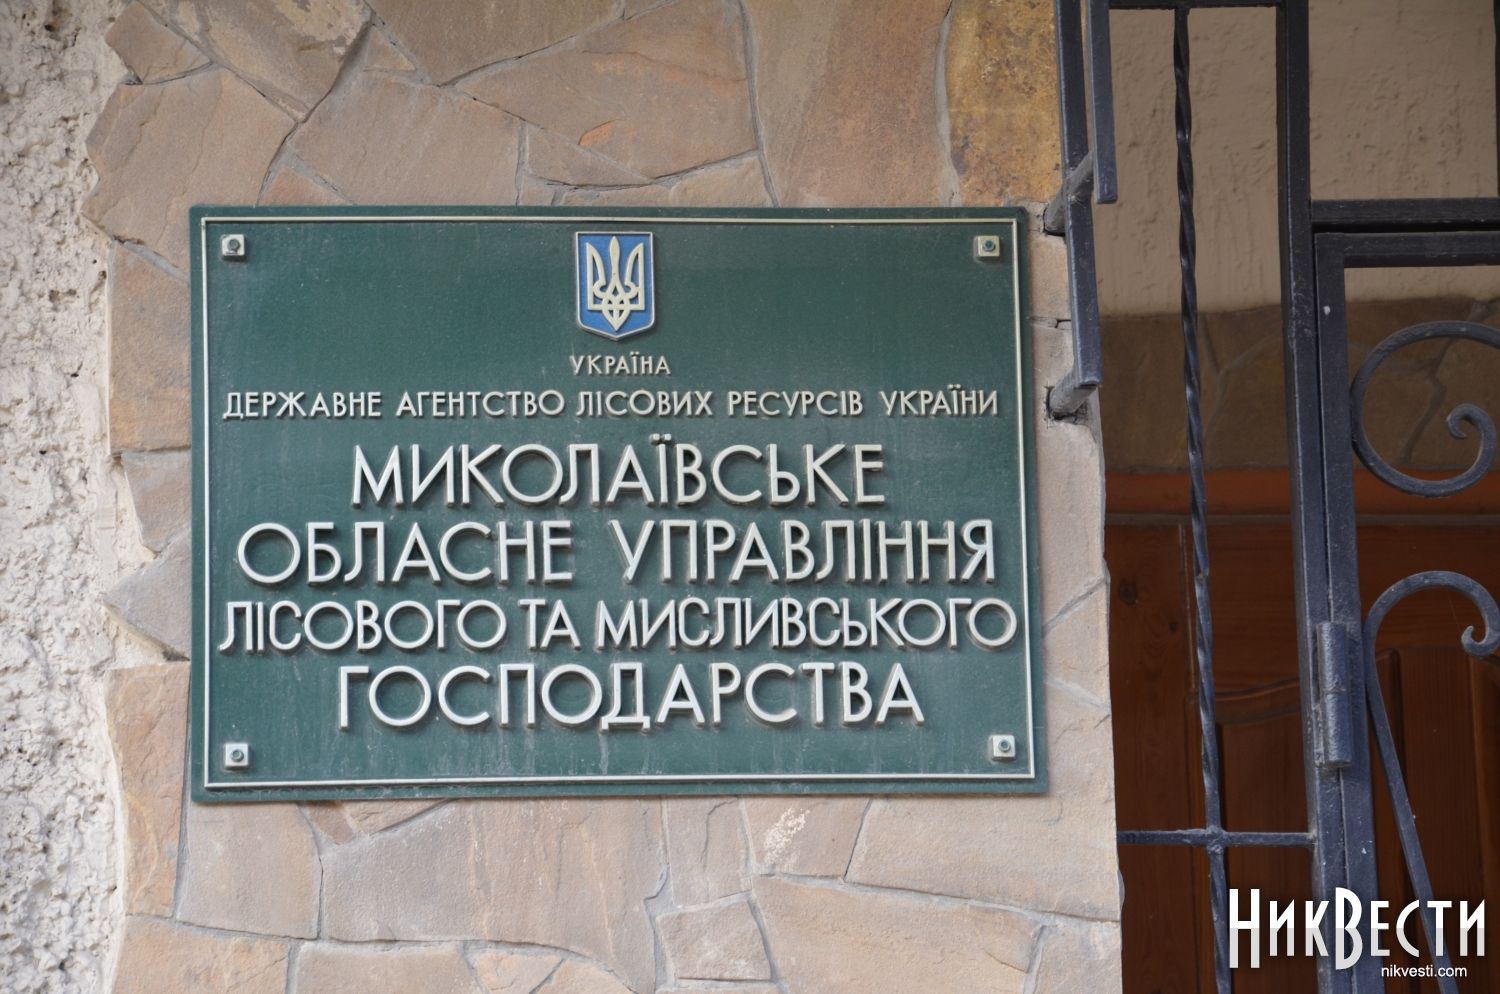 УКРАЇНА
ДЕРЖАВНЕ АГЕНТСТВО ЛІСОВИХ РЕСУРСІВ УКРАЇНИ
МИКОЛАЇВСЬКЕ
ОБЛАСНЕ УПРАВЛІННЯ
ЛІСОВОГО ТА МИСЛИВСЬКОГО
ГОСПОДАРСТВА
НИКВЕСТИ
nikvesti.com